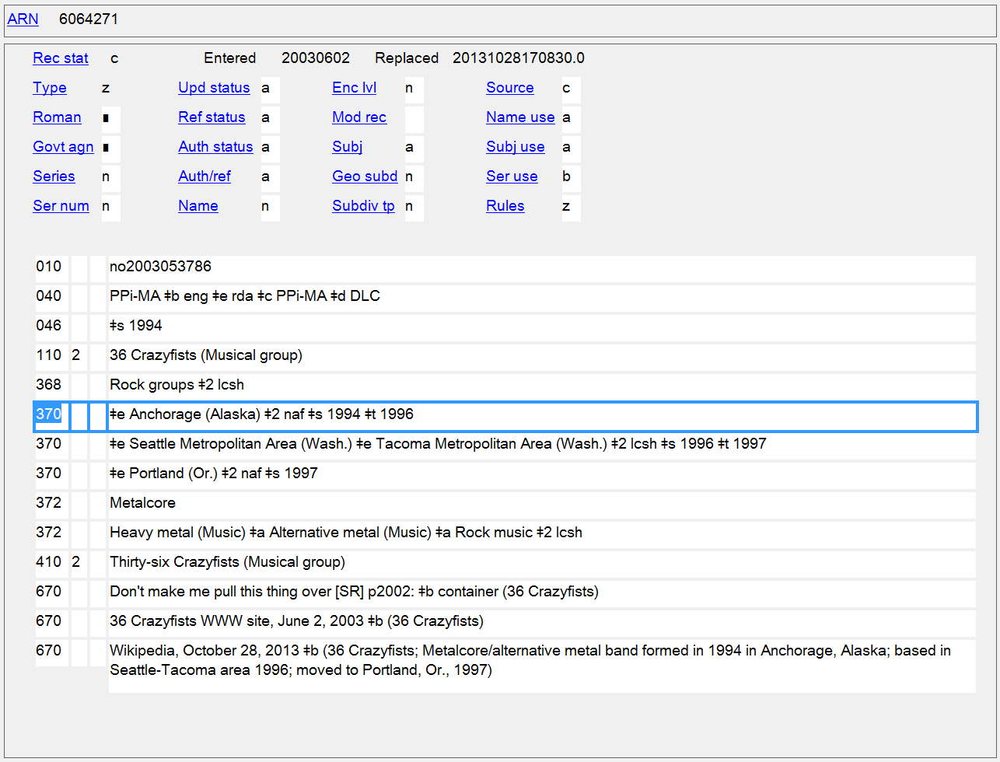 ARN 6064271
Rec stat c Entered 20030602 Replaced 20131028170830.0
Type z Upd status a Enc lvl n Source c
Roman ∎ Ref status a Mod rec Name use a
Govt agn ∎ Auth status a Subj a Subj use a
Series n Auth/ref a Geo subd n Ser use b
Ser num n Name n Subdiv tp n Rules z
010 no2003053786
040 PPi-MA ǂb eng ǂe rda ǂc PPi-MA ǂd DLC
046 ǂs 1994
110 2 36 Crazyfists (Musical group)
368 Rock groups ǂ2 lcsh
370 ǂe Anchorage (Alaska) ǂ2 naf ǂs 1994 ǂt 1996
370 ǂe Seattle Metropolitan Area (Wash.) ǂe Tacoma Metropolitan Area (Wash.) ǂ2 lcsh ǂs 1996 ǂt 1997
370 ǂe Portland (Or.) ǂ2 naf ǂs 1997
372 Metalcore
372 Heavy metal (Music) ǂa Alternative metal (Music) ǂa Rock music ǂ2 lcsh
410 2 Thirty-six Crazyfists (Musical group)
670 Don't make me pull this thing over [SR] p2002: ǂb container (36 Crazyfists)
670 36 Crazyfists WWW site, June 2, 2003 ǂb (36 Crazyfists)
670 Wikipedia, October 28, 2013 ǂb (36 Crazyfists; Metalcore/alternative metal band formed in 1994 in Anchorage, Alaska; based in
Seattle-Tacoma area 1996; moved to Portland, Or., 1997)